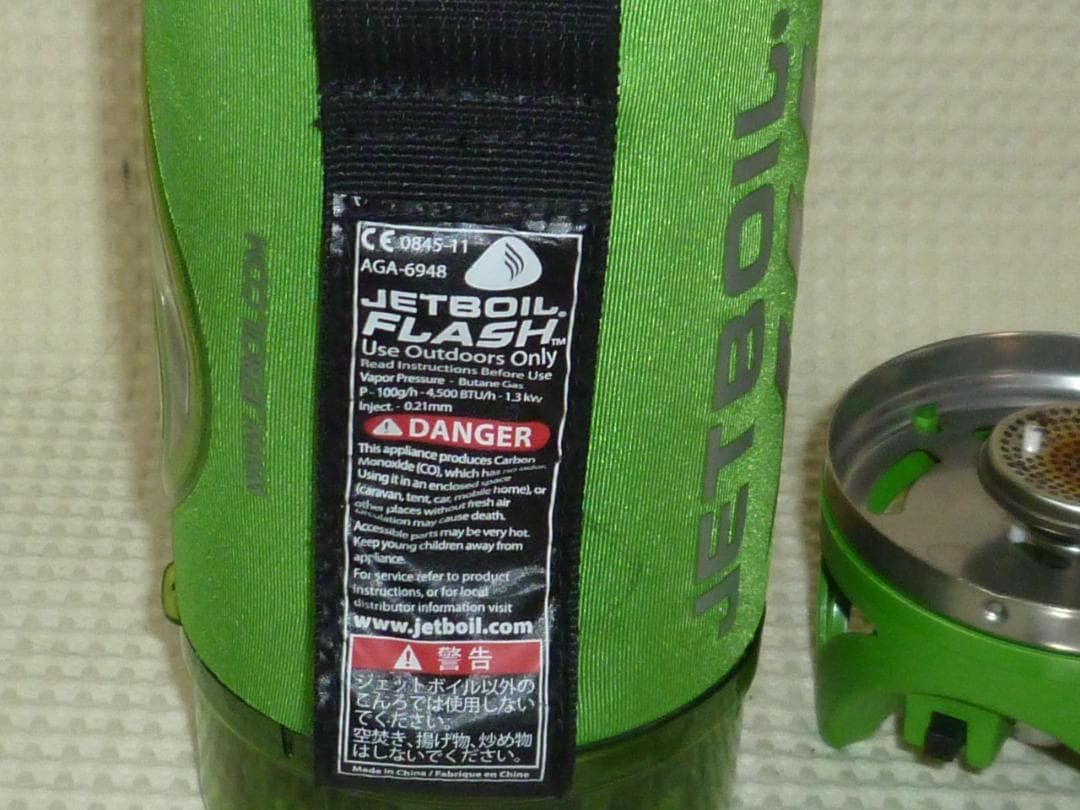 CE 0845-11
AGA-6948
JETBOIL.
FLASH™
Use Outdoors Only
Read Instructions Before Use
Vapor Pressure - Butane Gas
P - 100g/h - 4,500 BTU/h - 1.3 kw
Inject. - 0.21mm
DANGER
This appliance produces Carbon
Monoxide (CO), which has no odor.
Using it in an enclosed space
(caravan, tent, car, mobile home), or
other places without fresh air
circulation may cause death.
Accessible parts may be very hot.
Keep young children away from
appliance.
For service refer to product
instructions, or for local
distributor information visit
www.jetboil.com
警告
ジェットボイル以外の
こんろでは使用しない
でください。
空焚き、揚げ物、炒め物
はしないでください。
Made in China / Fabrique en Chine
JETBOIL.
WWW.JETBOIL.COM